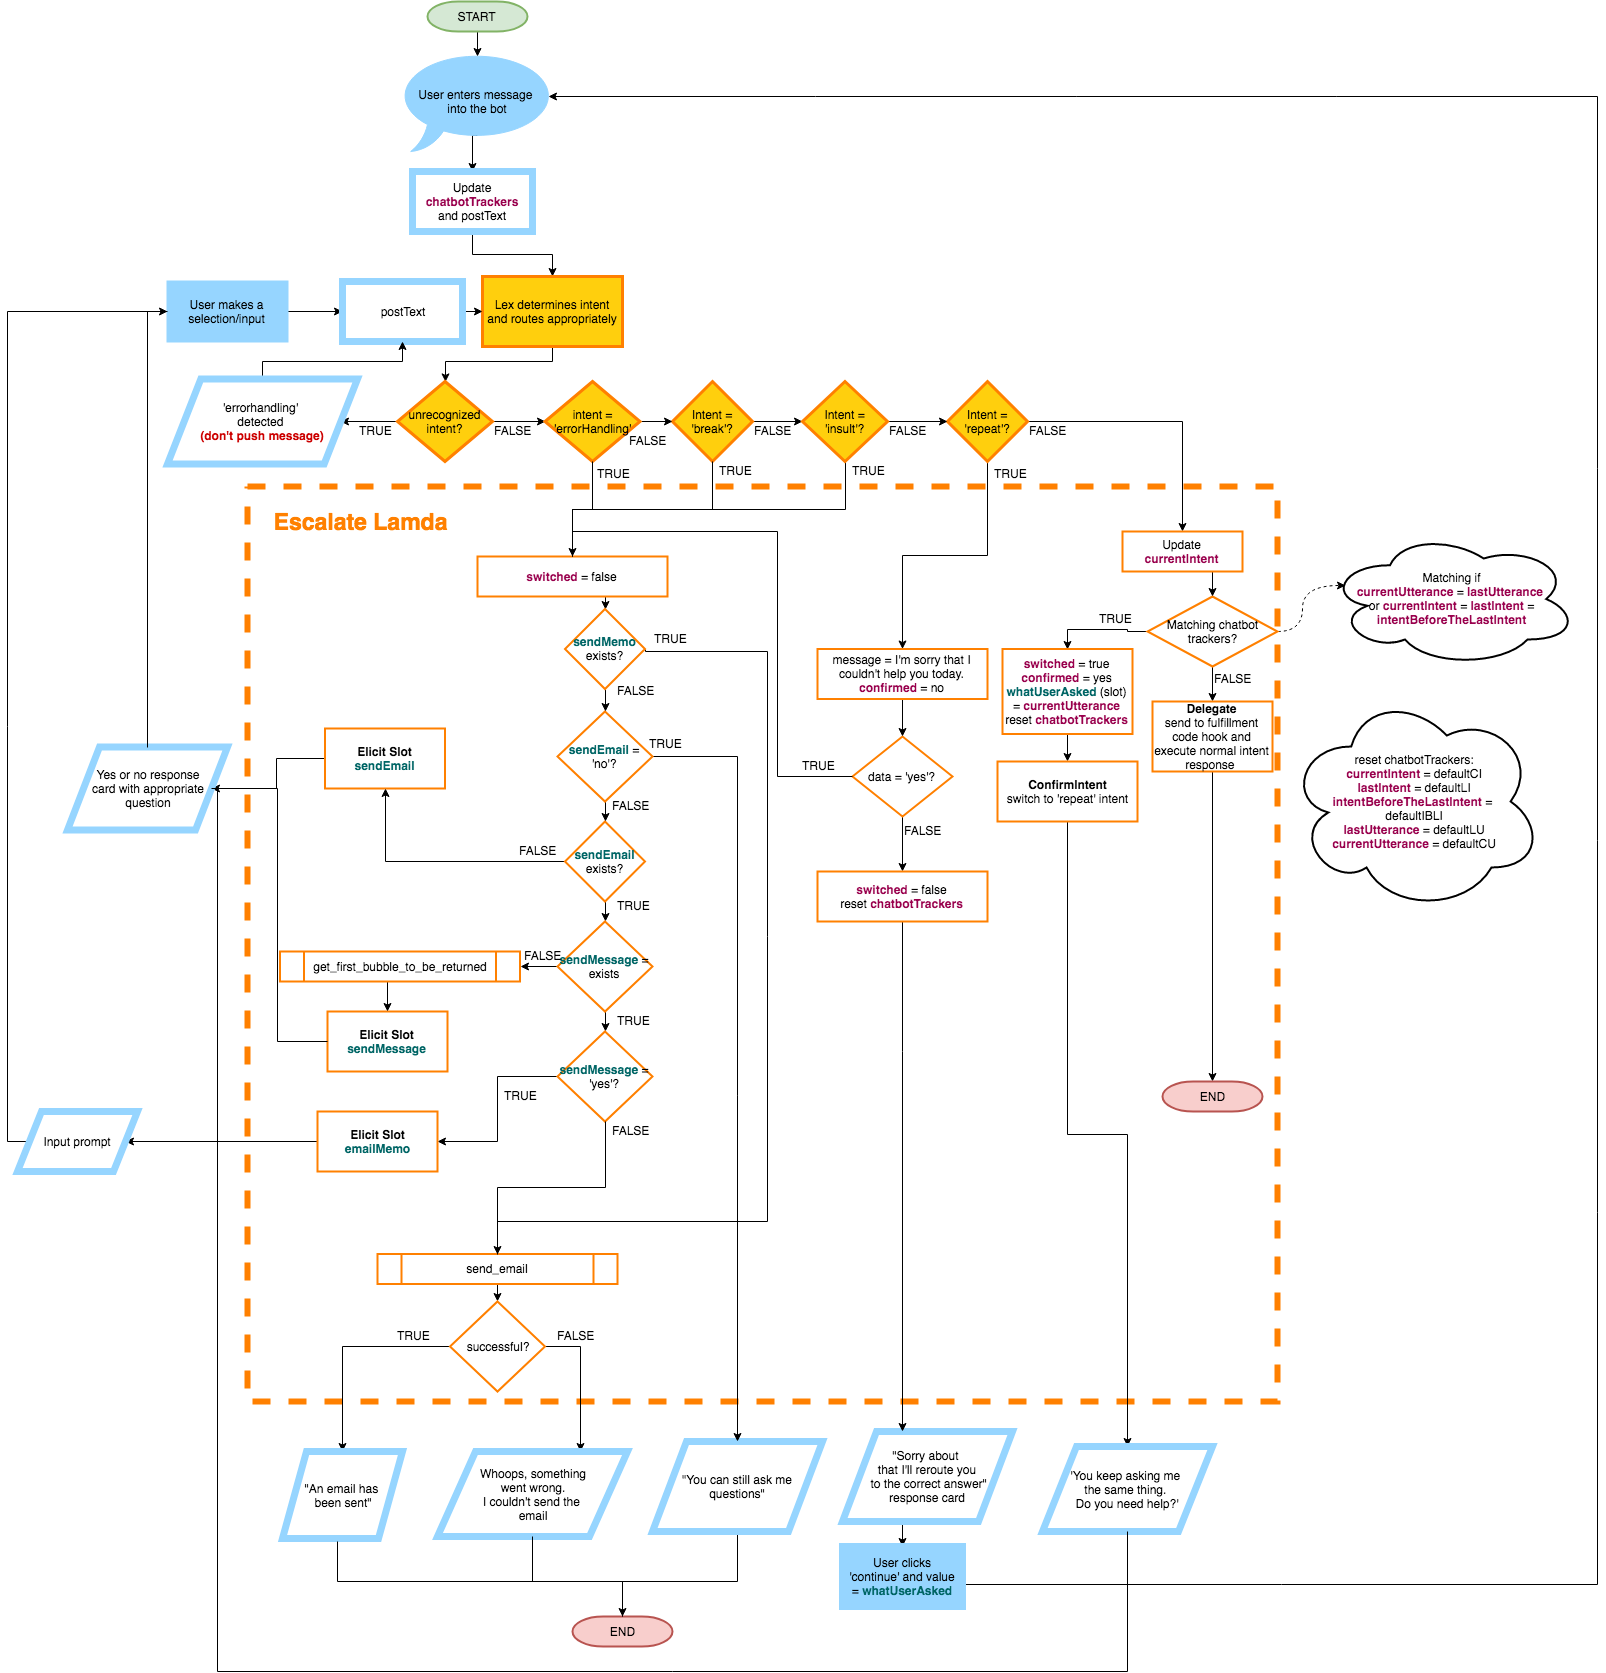 START
User enters message
into the bot
Update
chatbotTrackers
and postText
User makes a
selection/input
postText
Lex determines intent
and routes appropriately
'errorhandling'
detected
(don't push message)
TRUE
unrecognized
intent?
FALSE
intent =
'errorHandling'
FALSE
Intent =
'break'?
FALSE
Intent =
'insult'?
FALSE
Intent =
'repeat'?
FALSE
TRUE
TRUE
TRUE
TRUE
Escalate Lamda
switched = false
sendMemo
exists?
TRUE
FALSE
sendEmail =
'no'?
TRUE
FALSE
sendEmail
exists?
FALSE
TRUE
sendMessage =
exists
FALSE
TRUE
sendMessage =
'yes'?
TRUE
FALSE
Elicit Slot
sendEmail
Yes or no response
card with appropriate
question
get_first_bubble_to_be_returned
Elicit Slot
sendMessage
Input prompt
Elicit Slot
emailMemo
send_email
successful?
TRUE
FALSE
message = I'm sorry that I
couldn't help you today.
confirmed = no
data = 'yes'?
TRUE
FALSE
switched = false
reset chatbotTrackers
Update
currentIntent
Matching chatbot
trackers?
TRUE
FALSE
switched = true
confirmed = yes
whatUserAsked (slot)
= currentUtterance
reset chatbotTrackers
ConfirmIntent
switch to 'repeat' intent
Delegate
send to fulfillment
code hook and
execute normal intent
response
END
Matching if
currentUtterance = lastUtterance
or currentIntent = lastIntent =
intentBeforeTheLastIntent
reset chatbotTrackers:
currentIntent = defaultCI
lastIntent = defaultLI
intentBeforeTheLastIntent =
defaultIBLI
lastUtterance = defaultLU
currentUtterance = defaultCU
"An email has
been sent"
Whoops, something
went wrong.
I couldn't send the
email
"You can still ask me
questions"
"Sorry about
that I'll reroute you
to the correct answer"
response card
'You keep asking me
the same thing.
Do you need help?'
User clicks
'continue' and value
= whatUserAsked
END